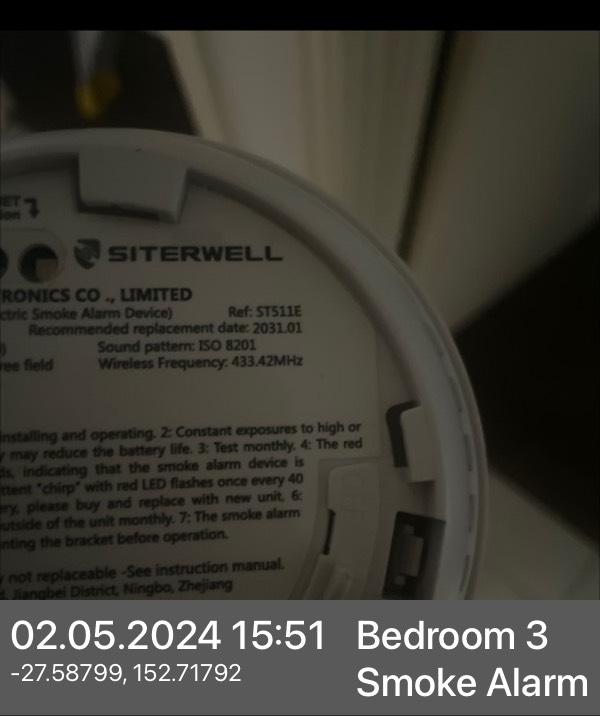 SITERWELL
RONICS CO ., LIMITED
ctric Smoke Alarm Device) Ref: ST511E
Recommended replacement date: 2031.01
) Sound pattern: ISO 8201
ree field Wireless Frequency: 433.42MHz
installing and operating. 2: Constant exposures to high or
y may reduce the battery life. 3: Test monthly. 4: The red
ds, indicating that the smoke alarm device is
ttent "chirp" with red LED flashes once every 40
ery, please buy and replace with new unit, 6:
outside of the unit monthly. 7: The smoke alarm
nting the bracket before operation.
y not replaceable -See instruction manual.
d, Jiangbei District, Ningbo, Zhejiang
02.05.2024 15:51
-27.58799, 152.71792
Bedroom 3
Smoke Alarm